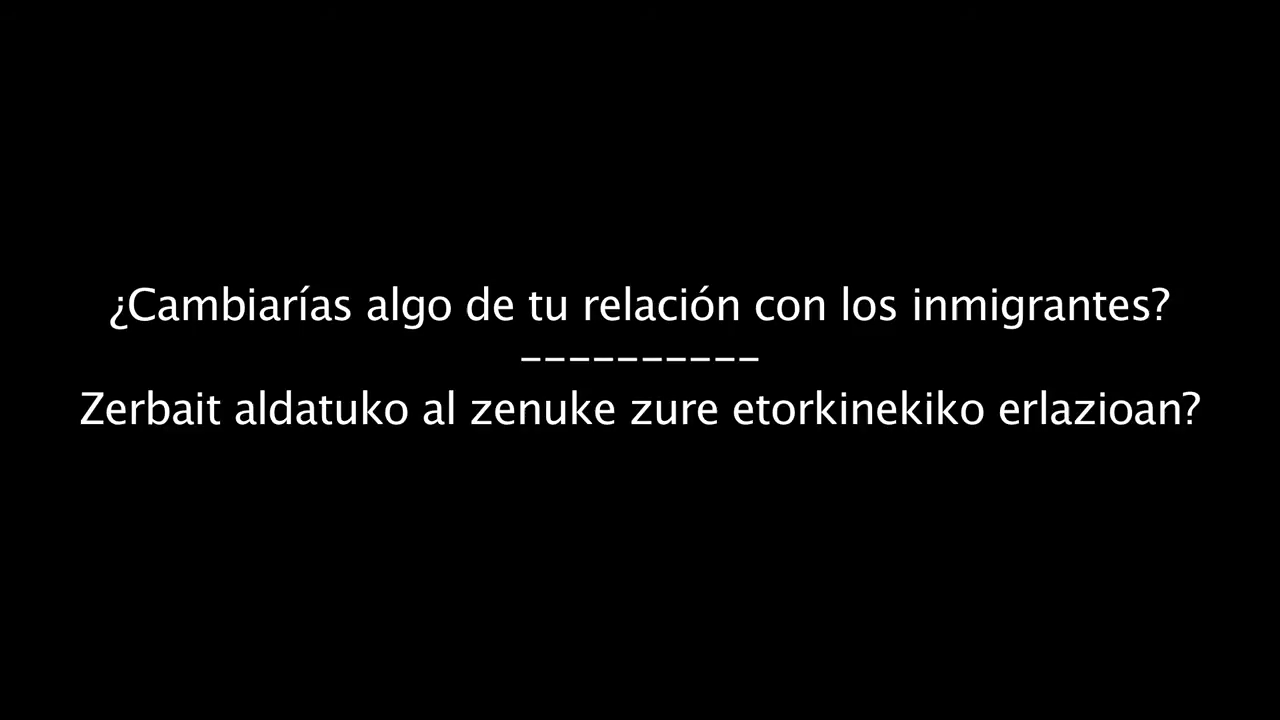 ¿Cambiarías algo de tu relación con los inmigrantes?
----------
Zerbait aldatuko al zenuke zure etorkinekiko erlazioan?